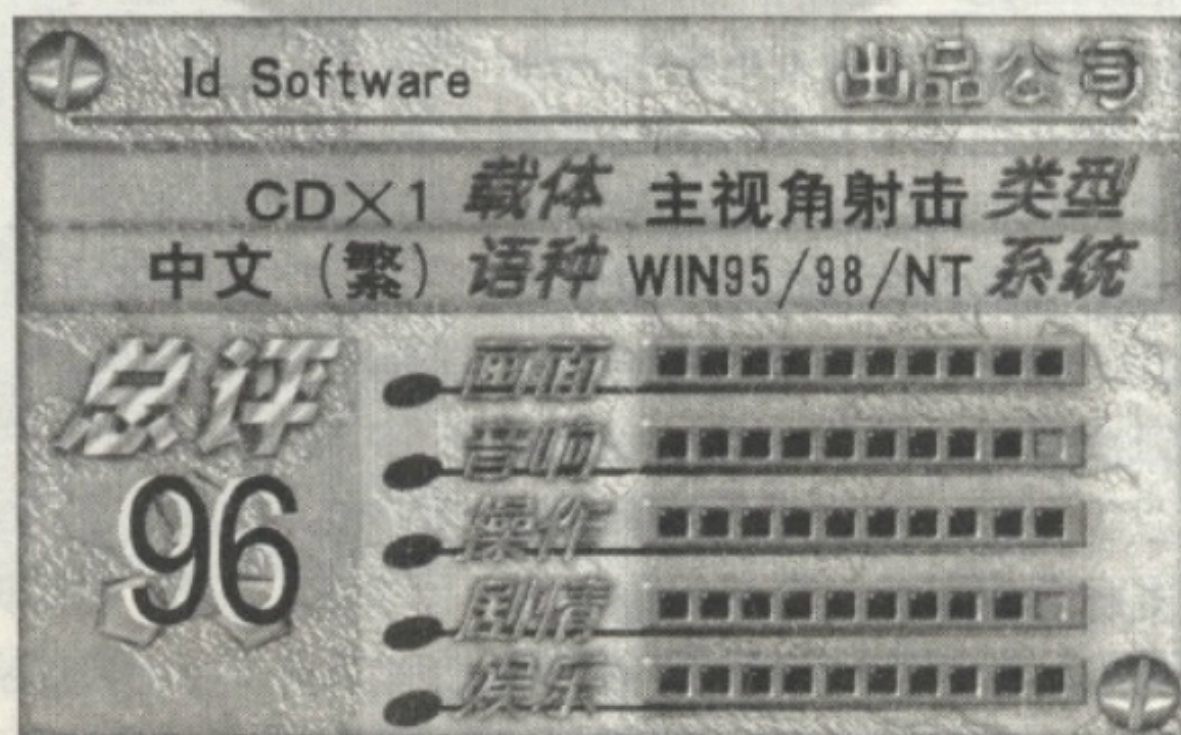 Id Software 出品公司
CD×1 载体 主视角射击 类型
中文（繁） 语种 WIN95/98/NT 系统
总评
96
画面
音响
操作
剧情
娱乐